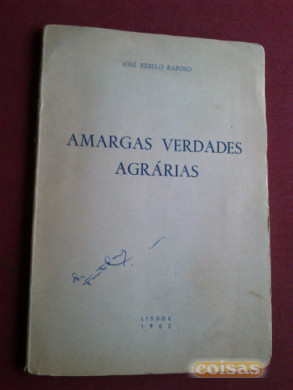 JOSÉ REBELO RAPOSO
AMARGAS VERDADES
AGRÁRIAS
LISBOA
1962
coisas